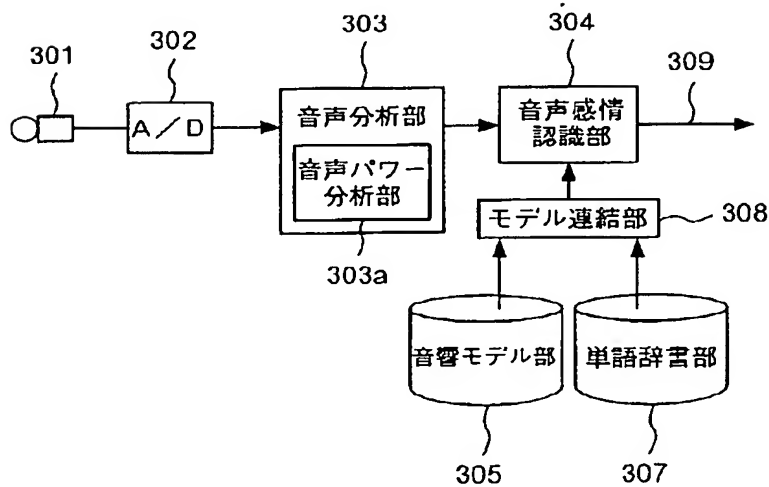 301
302
303
304
309
A/D
音声分析部
音声パワー
分析部
音声感情
認識部
モデル連結部
308
303a
音響モデル部
単語辞書部
305
307